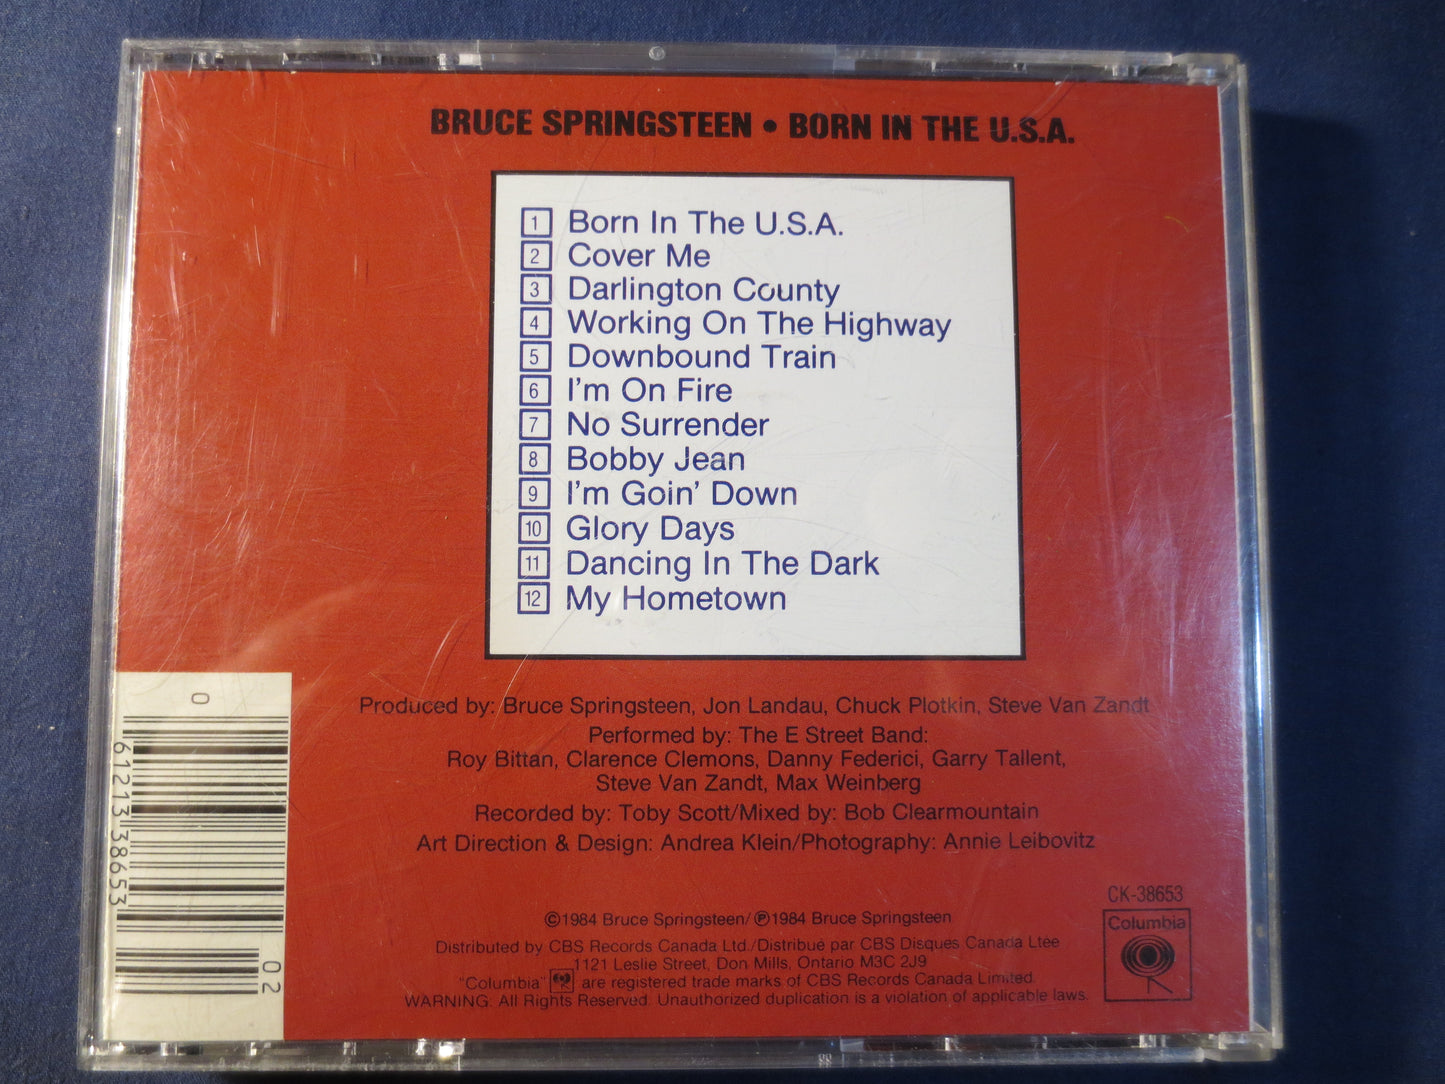 BRUCE SPRINGSTEEN • BORN IN THE U.S.A.
1 Born In The U.S.A.
2 Cover Me
3 Darlington County
4 Working On The Highway
5 Downbound Train
6 I'm On Fire
7 No Surrender
8 Bobby Jean
9 I'm Goin' Down
10 Glory Days
11 Dancing In The Dark
12 My Hometown
Produced by: Bruce Springsteen, Jon Landau, Chuck Plotkin, Steve Van Zandt
Performed by: The E Street Band:
Roy Bittan, Clarence Clemons, Danny Federici, Garry Tallent,
Steve Van Zandt, Max Weinberg
Recorded by: Toby Scott/Mixed by: Bob Clearmountain
Art Direction & Design: Andrea Klein/Photography: Annie Leibovitz
©1984 Bruce Springsteen/ ℗1984 Bruce Springsteen
Distributed by CBS Records Canada Ltd./Distribué par CBS Disques Canada Ltée
1121 Leslie Street, Don Mills, Ontario M3C 2J9
"Columbia" are registered trade marks of CBS Records Canada Limited.
WARNING: All Rights Reserved. Unauthorized duplication is a violation of applicable laws.
CK-38653
Columbia
0
61213 38653
02